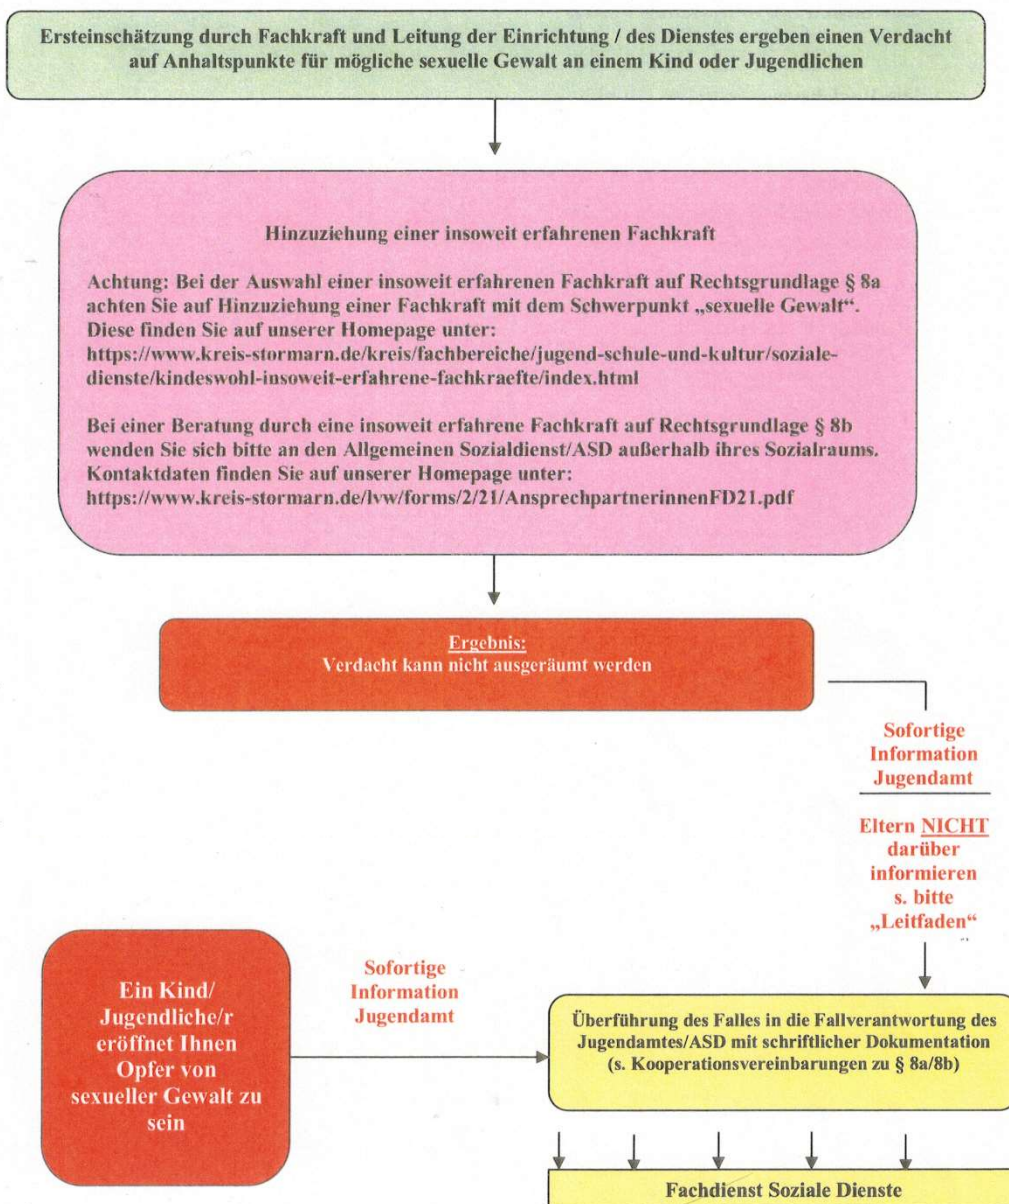 Ersteinschätzung durch Fachkraft und Leitung der Einrichtung / des Dienstes ergeben einen Verdacht
auf Anhaltspunkte für mögliche sexuelle Gewalt an einem Kind oder Jugendlichen
Hinzuziehung einer insoweit erfahrenen Fachkraft
Achtung: Bei der Auswahl einer insoweit erfahrenen Fachkraft auf Rechtsgrundlage § 8a
achten Sie auf Hinzuziehung einer Fachkraft mit dem Schwerpunkt „sexuelle Gewalt“.
Diese finden Sie auf unserer Homepage unter:
https://www.kreis-stormarn.de/kreis/fachbereiche/jugend-schule-und-kultur/soziale-
dienste/kindeswohl-insoweit-erfahrene-fachkraefte/index.html
Bei einer Beratung durch eine insoweit erfahrene Fachkraft auf Rechtsgrundlage § 8b
wenden Sie sich bitte an den Allgemeinen Sozialdienst/ASD außerhalb ihres Sozialraums.
Kontaktdaten finden Sie auf unserer Homepage unter:
https://www.kreis-stormarn.de/lvw/forms/2/21/AnsprechpartnerinnenFD21.pdf
Ergebnis:
Verdacht kann nicht ausgeräumt werden
Sofortige
Information
Jugendamt
Eltern NICHT
darüber
informieren
s. bitte
„Leitfaden“
Ein Kind/
Jugendliche/r
eröffnet Ihnen
Opfer von
sexueller Gewalt zu
sein
Sofortige
Information
Jugendamt
Überführung des Falles in die Fallverantwortung des
Jugendamtes/ASD mit schriftlicher Dokumentation
(s. Kooperationsvereinbarungen zu § 8a/8b)
Fachdienst Soziale Dienste